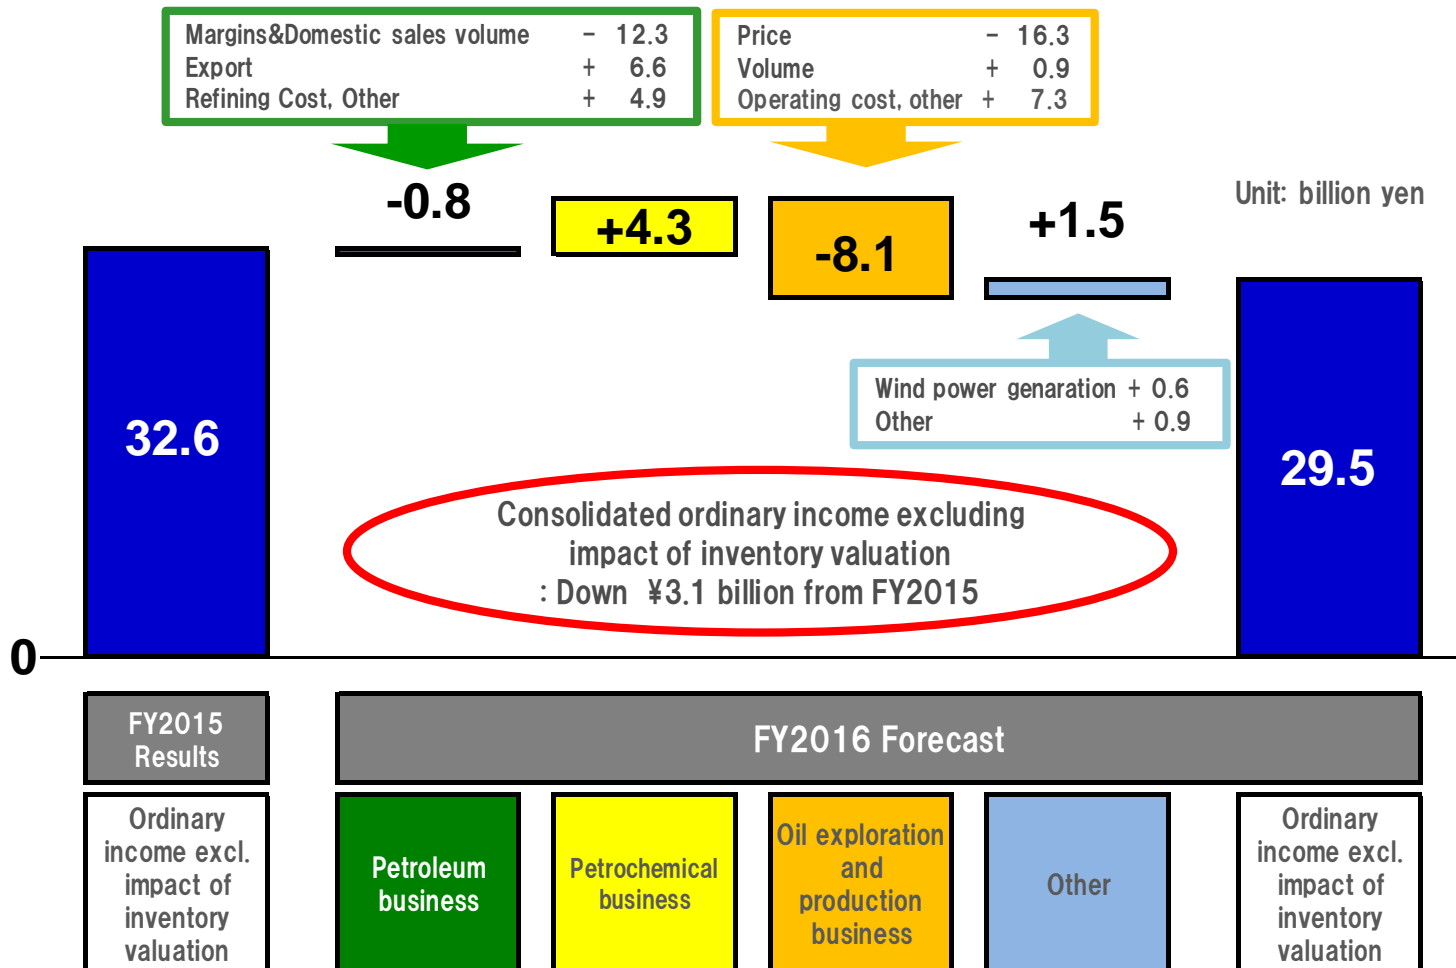 Margins&Domestic sales volume - 12.3
Export + 6.6
Refining Cost, Other + 4.9
Price - 16.3
Volume + 0.9
Operating cost, other + 7.3
Unit: billion yen
-0.8
+4.3
-8.1
+1.5
32.6
29.5
Wind power genaration + 0.6
Other + 0.9
Consolidated ordinary income excluding
impact of inventory valuation
: Down ¥3.1 billion from FY2015
0
FY2015
Results
FY2016 Forecast
Ordinary
income excl.
impact of
inventory
valuation
Petroleum
business
Petrochemical
business
Oil exploration
and
production
business
Other
Ordinary
income excl.
impact of
inventory
valuation